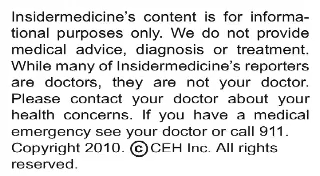 Insidermedicine's content is for informa-
tional purposes only. We do not provide
medical advice, diagnosis or treatment.
While many of Insidermedicine's reporters
are doctors, they are not your doctor.
Please contact your doctor about your
health concerns. If you have a medical
emergency see your doctor or call 911.
Copyright 2010. ©CEH Inc. All rights
reserved.